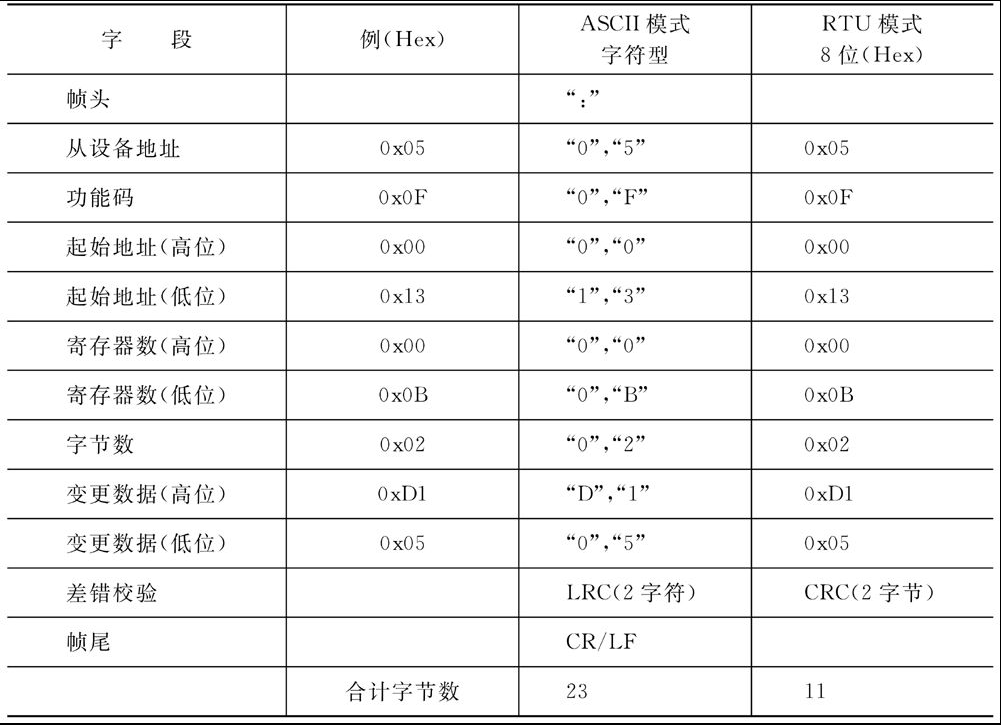 字 段 例(Hex) ASCII 模式 字符型 RTU 模式 8 位(Hex)
帧头 “:”
从设备地址 0x05 “0”,“5” 0x05
功能码 0x0F “0”,“F” 0x0F
起始地址(高位) 0x00 “0”,“0” 0x00
起始地址(低位) 0x13 “1”,“3” 0x13
寄存器数(高位) 0x00 “0”,“0” 0x00
寄存器数(低位) 0x0B “0”,“B” 0x0B
字节数 0x02 “0”,“2” 0x02
变更数据(高位) 0xD1 “D”,“1” 0xD1
变更数据(低位) 0x05 “0”,“5” 0x05
差错校验 LRC(2 字符) CRC(2 字节)
帧尾 CR/LF
合计字节数 23 11